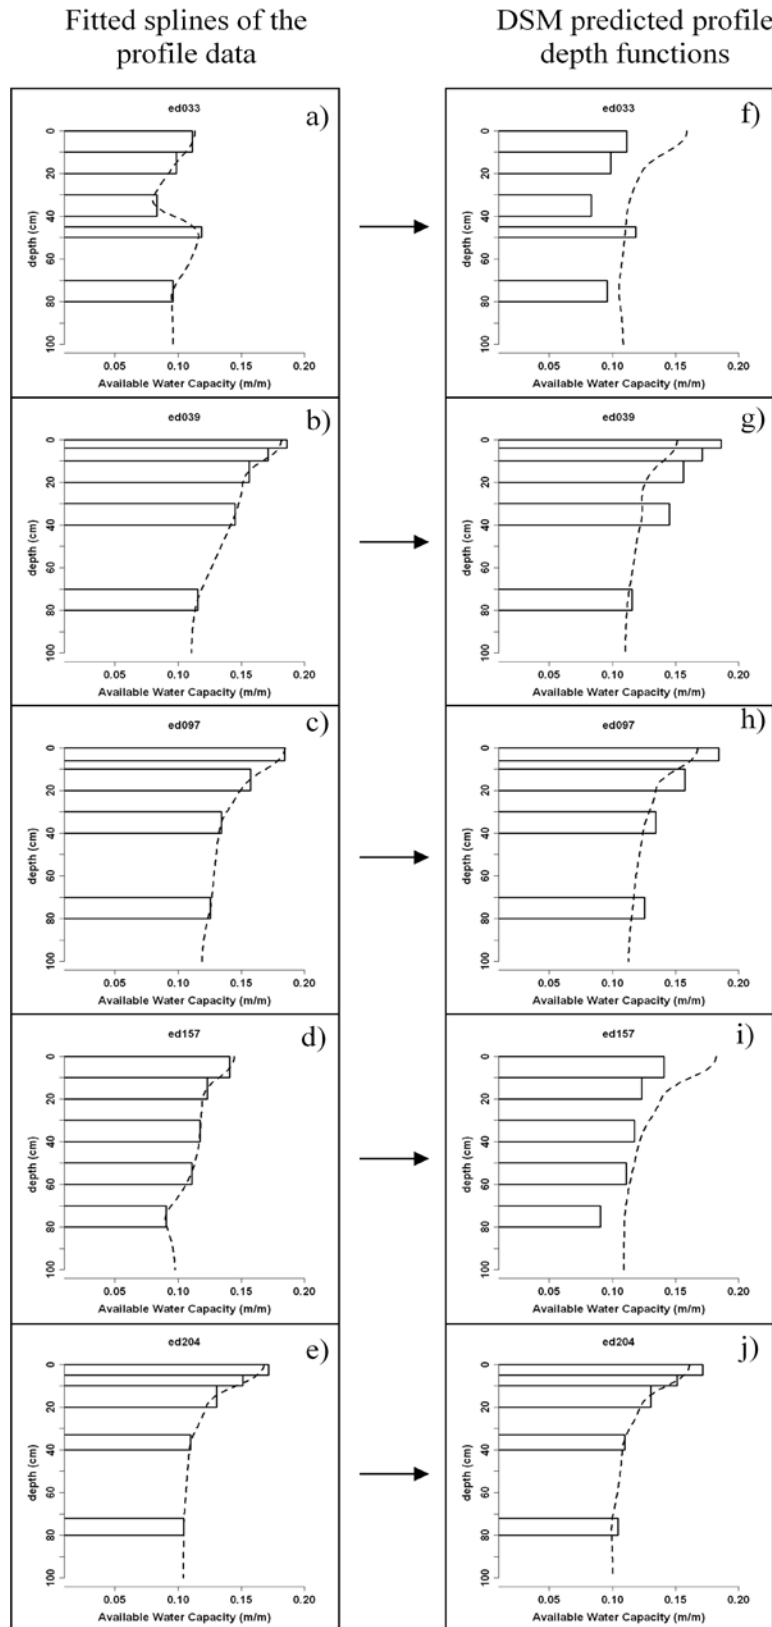 Fitted splines of the
profile data
DSM predicted profile
depth functions
ed033
a)
0
20
40
60
80
100
depth (cm)
0.05 0.10 0.15 0.20
Available Water Capacity (m/m)
ed033
f)
0
20
40
60
80
100
depth (cm)
0.05 0.10 0.15 0.20
Available Water Capacity (m/m)
ed039
b)
0
20
40
60
80
100
depth (cm)
0.05 0.10 0.15 0.20
Available Water Capacity (m/m)
ed039
g)
0
20
40
60
80
100
depth (cm)
0.05 0.10 0.15 0.20
Available Water Capacity (m/m)
ed097
c)
0
20
40
60
80
100
depth (cm)
0.05 0.10 0.15 0.20
Available Water Capacity (m/m)
ed097
h)
0
20
40
60
80
100
depth (cm)
0.05 0.10 0.15 0.20
Available Water Capacity (m/m)
ed157
d)
0
20
40
60
80
100
depth (cm)
0.05 0.10 0.15 0.20
Available Water Capacity (m/m)
ed157
i)
0
20
40
60
80
100
depth (cm)
0.05 0.10 0.15 0.20
Available Water Capacity (m/m)
ed204
e)
0
20
40
60
80
100
depth (cm)
0.05 0.10 0.15 0.20
Available Water Capacity (m/m)
ed204
j)
0
20
40
60
80
100
depth (cm)
0.05 0.10 0.15 0.20
Available Water Capacity (m/m)